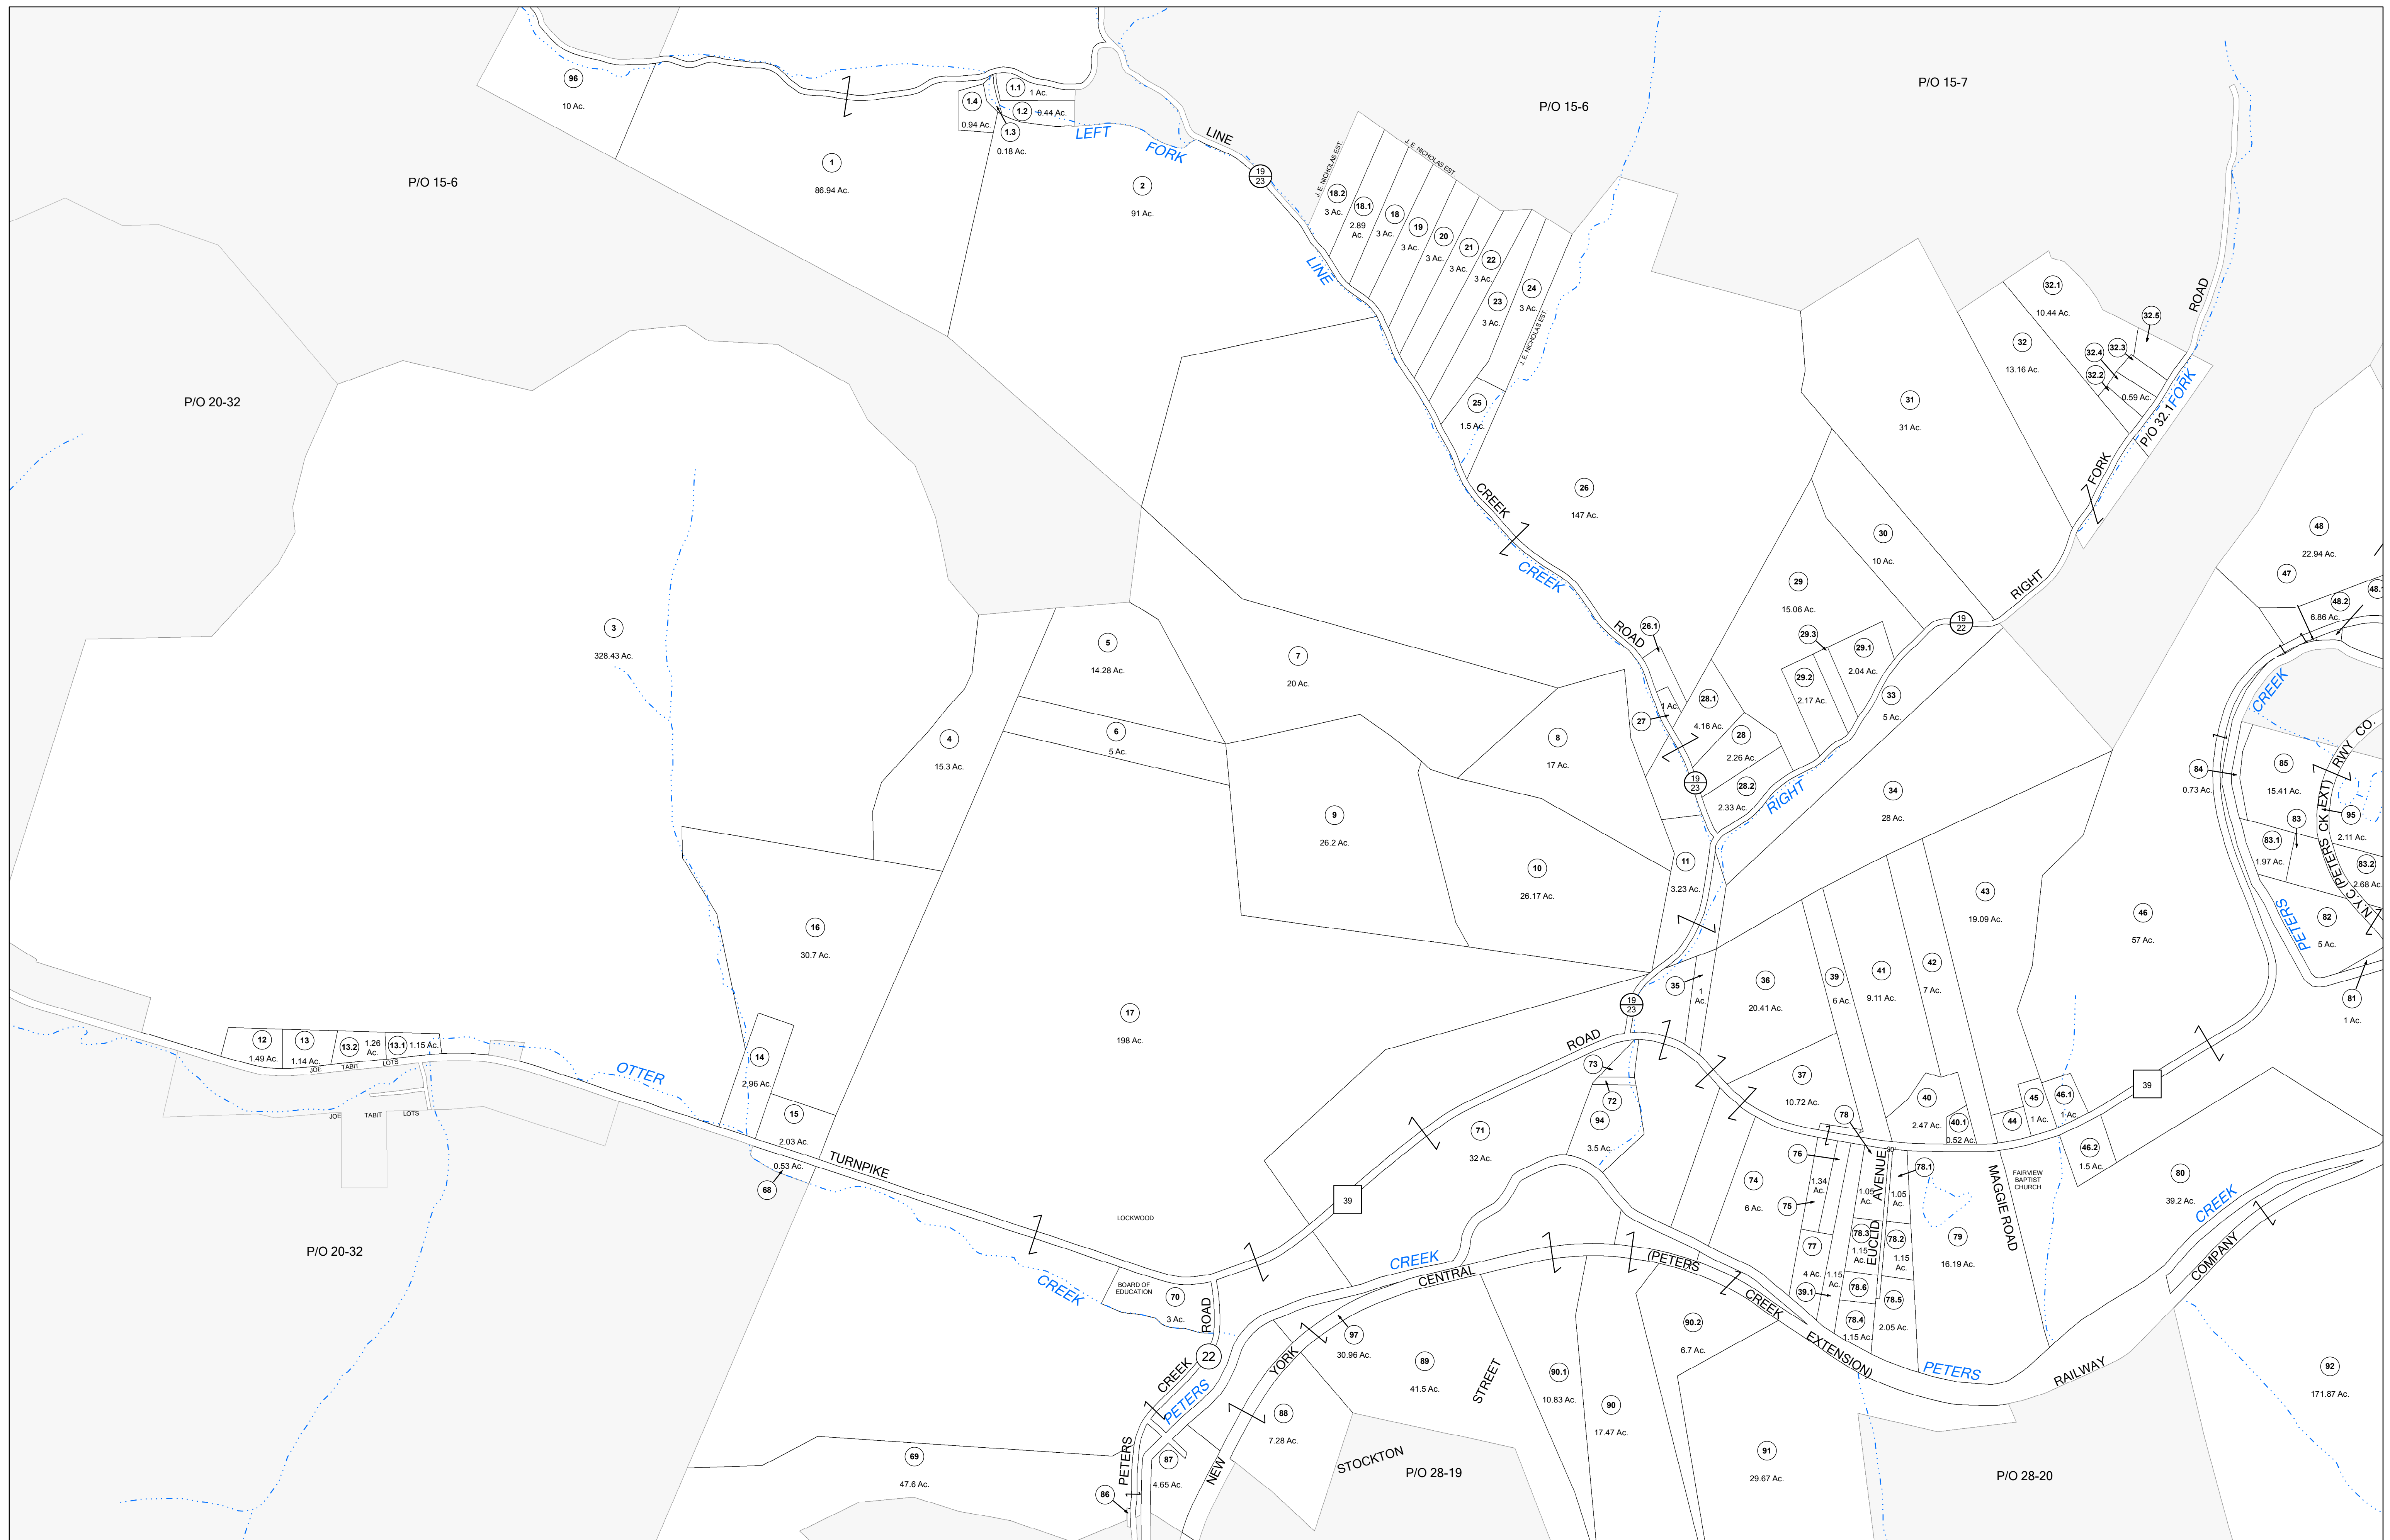 P/O 15-6
96
10 Ac.
1
86.94 Ac.
1.1
1 Ac.
1.2
0.44 Ac.
1.4
0.94 Ac.
1.3
0.18 Ac.
LEFT
FORK
LINE
19
23
2
91 Ac.
P/O 15-6
P/O 15-7
J. E. NICHOLAS EST.
J. E. NICHOLAS EST.
J. E. NICHOLAS EST.
18.2
3 Ac.
18.1
2.89
Ac.
18
3 Ac.
19
3 Ac.
20
3 Ac.
21
3 Ac.
22
3 Ac.
23
3 Ac.
24
3 Ac.
25
1.5 Ac.
LINE
CREEK
CREEK
ROAD
26
147 Ac.
31
31 Ac.
32
13.16 Ac.
32.1
10.44 Ac.
32.5
32.4
32.3
32.2
0.59 Ac.
P/O 32.1
FORK
ROAD
FORK
RIGHT
30
10 Ac.
29
15.06 Ac.
29.3
29.1
2.04 Ac.
29.2
2.17 Ac.
19
22
33
5 Ac.
26.1
27
1 Ac.
28.1
4.16 Ac.
28
2.26 Ac.
28.2
2.33 Ac.
19
23
RIGHT
34
28 Ac.
48
22.94 Ac.
47
48.2
6.86 Ac.
CREEK
84
0.73 Ac.
85
15.41 Ac.
83
95
2.11 Ac.
83.1
1.97 Ac.
83.2
2.68 Ac.
82
5 Ac.
81
1 Ac.
N.Y.C (PETERS CK EXT) RWY CO.
PETERS
P/O 20-32
3
328.43 Ac.
4
15.3 Ac.
5
14.28 Ac.
6
5 Ac.
7
20 Ac.
8
17 Ac.
9
26.2 Ac.
10
26.17 Ac.
11
3.23 Ac.
16
30.7 Ac.
17
198 Ac.
19
23
35
1
Ac.
36
20.41 Ac.
39
6 Ac.
41
9.11 Ac.
42
7 Ac.
43
19.09 Ac.
46
57 Ac.
12
1.49 Ac.
13
1.14 Ac.
13.2
1.26
Ac.
13.1
1.15 Ac.
JOE TABIT LOTS
JOE TABIT LOTS
OTTER
14
2.96 Ac.
15
2.03 Ac.
0.53 Ac.
68
TURNPIKE
ROAD
73
72
94
3.5 Ac.
71
32 Ac.
37
10.72 Ac.
40
2.47 Ac.
40.1
0.52 Ac.
44
45
1 Ac.
46.1
1 Ac.
39
46.2
1.5 Ac.
78
76
75
1.34
Ac.
74
6 Ac.
77
4 Ac.
39.1
1.15
Ac.
1.05
Ac.
78.3
1.15
Ac.
78.6
78.4
1.15 Ac.
EUCLID AVENUE
20'
78.1
1.05
Ac.
78.2
1.15
Ac.
78.5
2.05 Ac.
79
16.19 Ac.
MAGGIE ROAD
FAIRVIEW
BAPTIST
CHURCH
80
39.2 Ac.
CREEK
COMPANY
39
LOCKWOOD
P/O 20-32
CREEK
BOARD OF
EDUCATION
70
3 Ac.
ROAD
22
CREEK
PETERS
PETERS
CREEK
NEW
YORK
CENTRAL
(PETERS
CREEK
EXTENSION)
PETERS
RAILWAY
97
30.96 Ac.
89
41.5 Ac.
88
7.28 Ac.
STREET
STOCKTON
P/O 28-19
90.1
10.83 Ac.
90
17.47 Ac.
90.2
6.7 Ac.
91
29.67 Ac.
P/O 28-20
92
171.87 Ac.
69
47.6 Ac.
87
4.65 Ac.
86